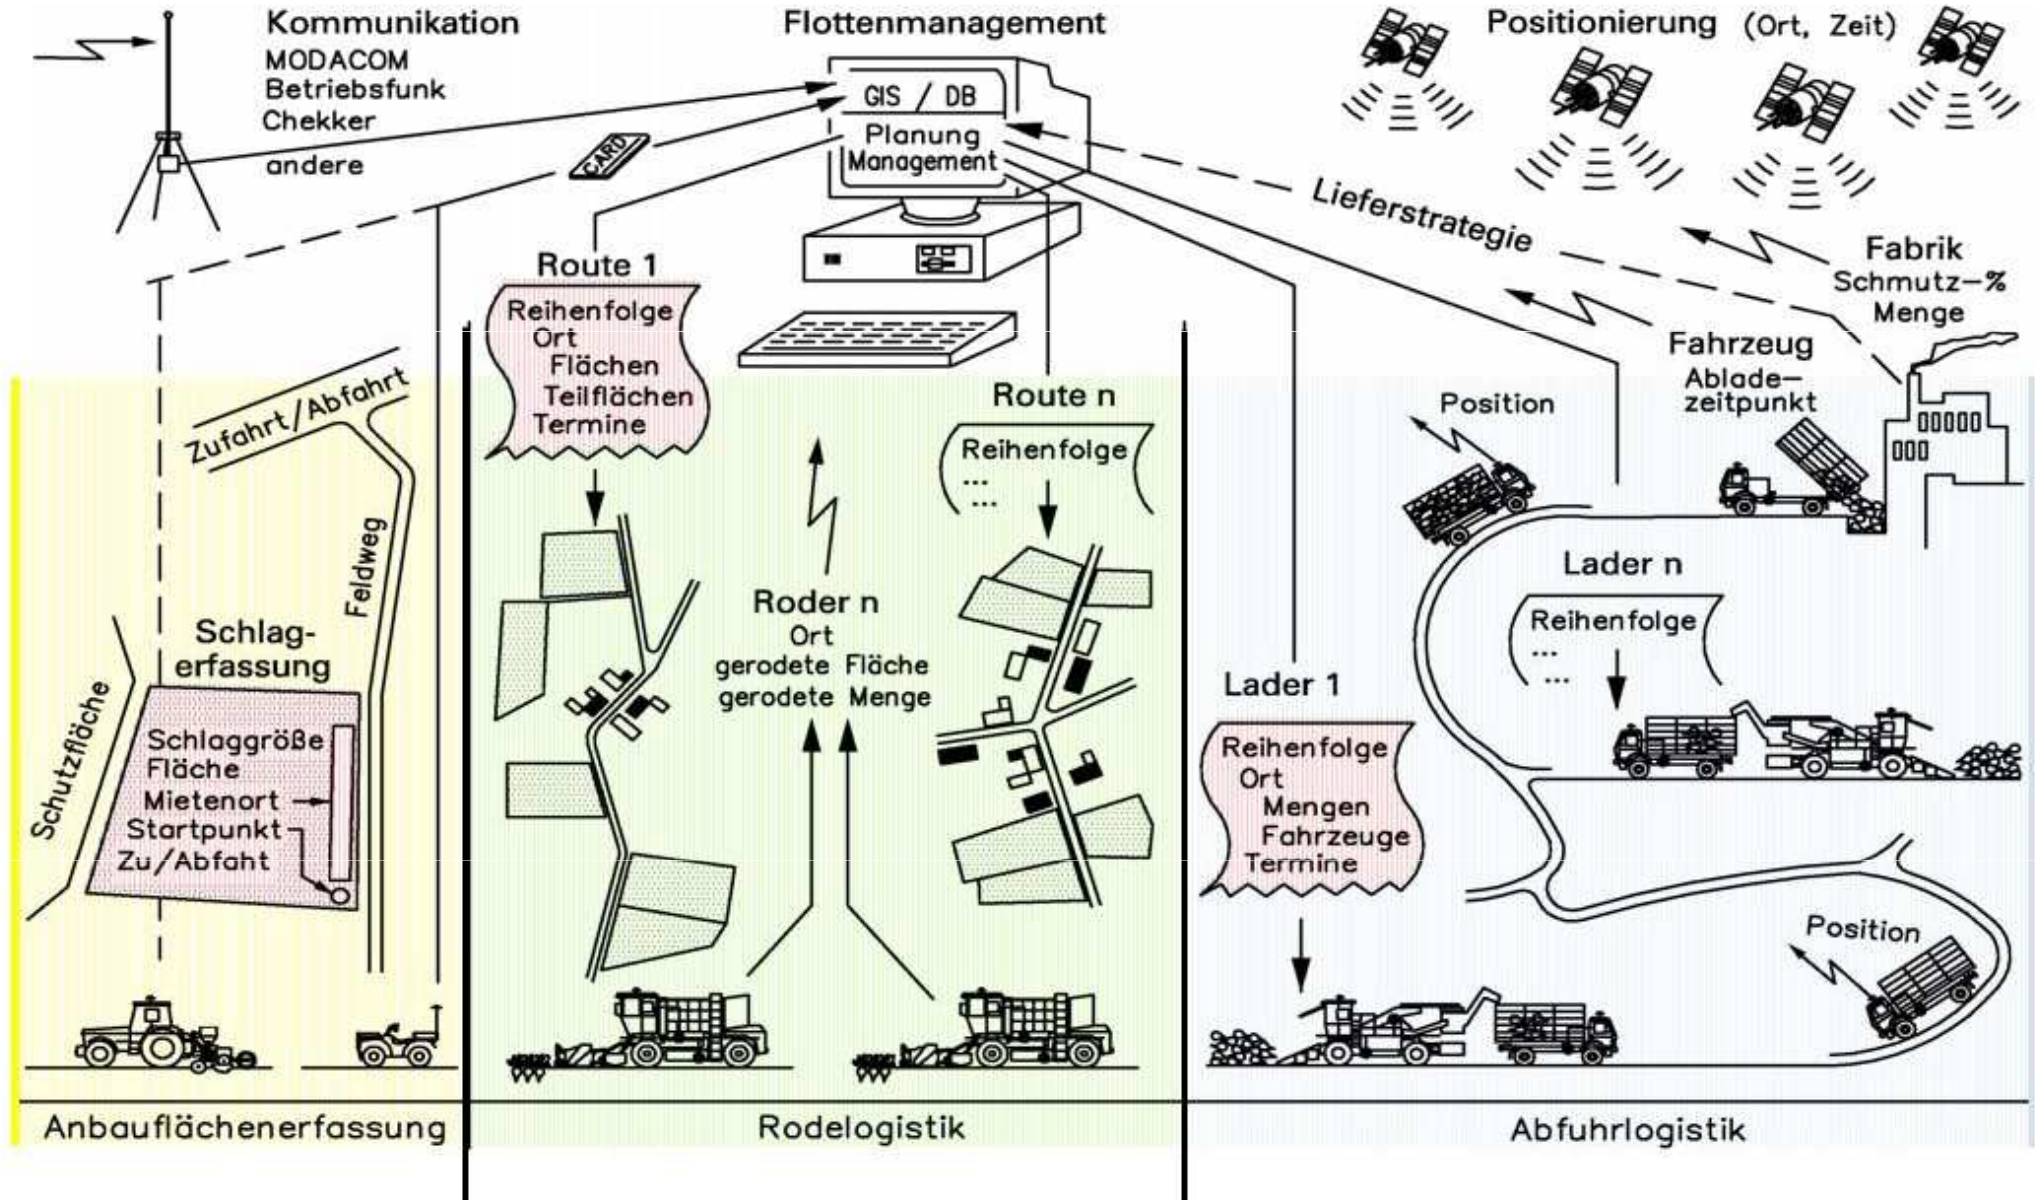 Kommunikation
MODACOM
Betriebsfunk
Chekker
andere
Flottenmanagement
GIS / DB
Planung
Management
CARD
Positionierung (Ort, Zeit)
Lieferstrategie
Fabrik
Schmutz-%
Menge
Fahrzeug
Ablade-
zeitpunkt
Position
Route 1
Reihenfolge
Ort
Flächen
Teilflächen
Termine
Route n
Reihenfolge
...
...
Zufahrt/Abfahrt
Feldweg
Schutzfläche
Schlag-
erfassung
Schlaggröße
Fläche
Mietenort
Startpunkt
Zu/Abfaht
Roder n
Ort
gerodete Fläche
gerodete Menge
Lader n
Reihenfolge
...
...
Lader 1
Reihenfolge
Ort
Mengen
Fahrzeuge
Termine
Position
Anbauflächenerfassung
Rodelogistik
Abfuhrlogistik